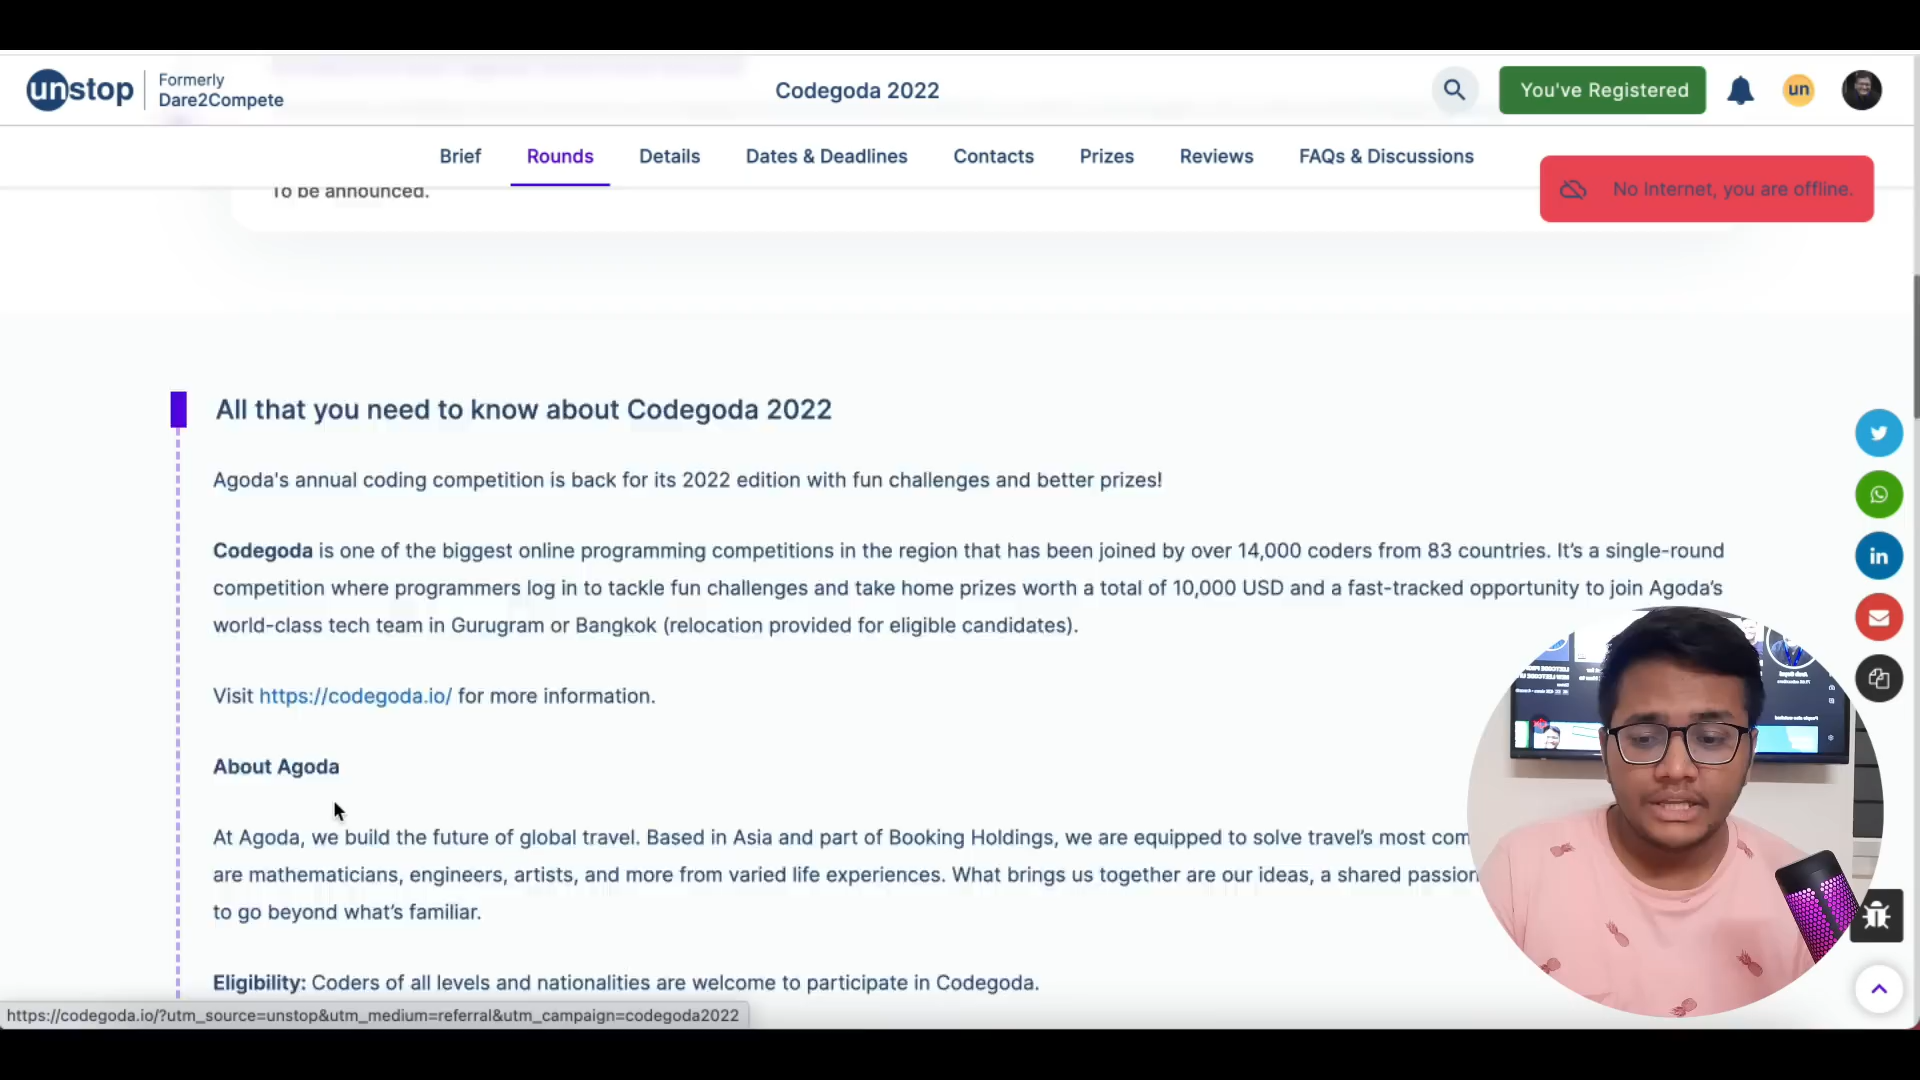 unstop
Formerly
Dare2Compete
Codegoda 2022
You've Registered
un
Brief
Rounds
Details
Dates & Deadlines
Contacts
Prizes
Reviews
FAQs & Discussions
No Internet, you are offline.
To be announced.
All that you need to know about Codegoda 2022
Agoda's annual coding competition is back for its 2022 edition with fun challenges and better prizes!
Codegoda is one of the biggest online programming competitions in the region that has been joined by over 14,000 coders from 83 countries. It's a single-round
competition where programmers log in to tackle fun challenges and take home prizes worth a total of 10,000 USD and a fast-tracked opportunity to join Agoda's
world-class tech team in Gurugram or Bangkok (relocation provided for eligible candidates).
Visit https://codegoda.io/ for more information.
About Agoda
At Agoda, we build the future of global travel. Based in Asia and part of Booking Holdings, we are equipped to solve travel's most com
are mathematicians, engineers, artists, and more from varied life experiences. What brings us together are our ideas, a shared passion
to go beyond what's familiar.
Eligibility: Coders of all levels and nationalities are welcome to participate in Codegoda.
https://codegoda.io/?utm_source=unstop&utm_medium=referral&utm_campaign=codegoda2022